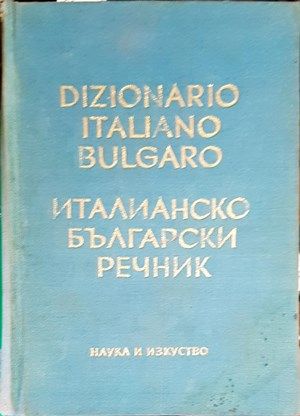 DIZIONARIO
ITALIANO
BULGARO
ИТАЛИАНСКО
БЪЛГАРСКИ
РЕЧНИК
НАУКА И ИЗКУСТВО